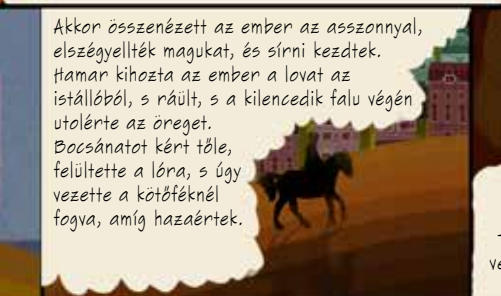 Akkor összenézett az ember az asszonnyal,
elszégyellték magukat, és sírni kezdtek.
Hamar kihozta az ember a lovat az
istállóból, s ráült, s a kilencedik falu végén
utolérte az öreget.
Bocsánatot kért tőle,
felültette a lóra, s úgy
vezette a kötőféknél
fogva, amíg hazaértek.